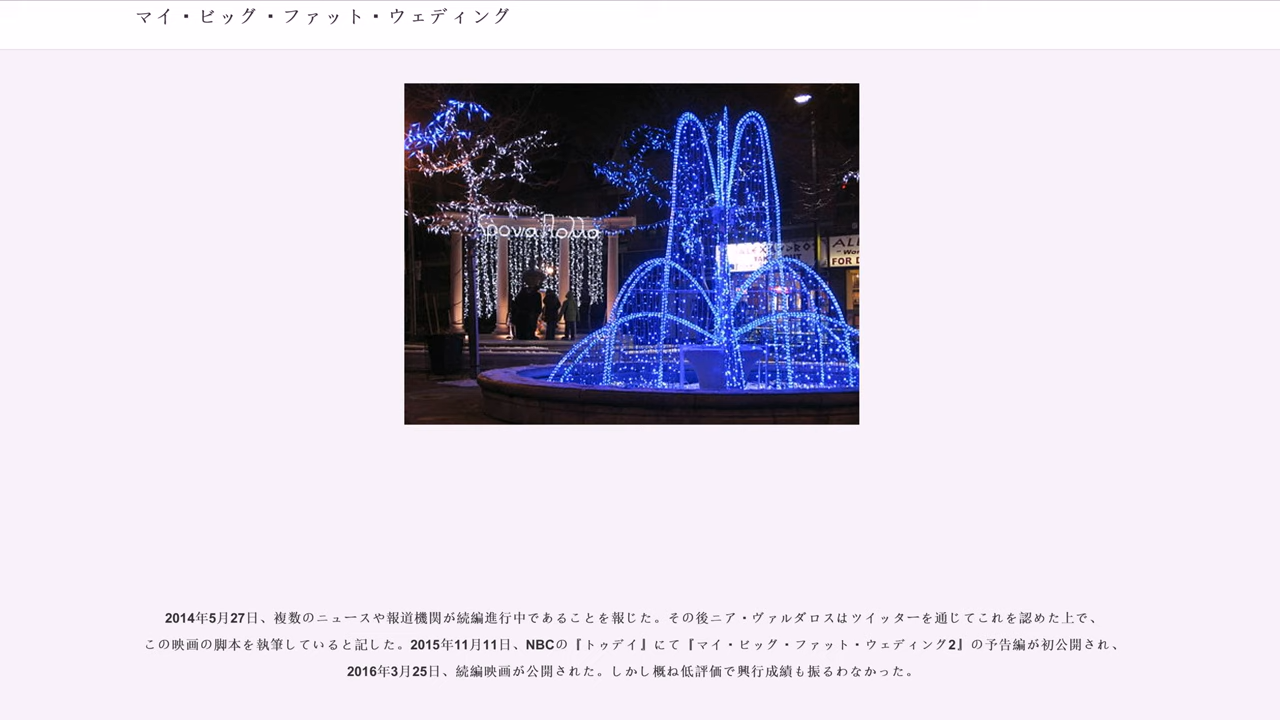 マイ・ビッグ・ファット・ウェディング
FOR D
2014年5月27日、複数のニュースや報道機関が続編進行中であることを報じた。その後ニア・ヴァルダロスはツイッターを通じてこれを認めた上で、
この映画の脚本を執筆していると記した。2015年11月11日、NBCの『トゥデイ』にて『マイ・ビッグ・ファット・ウェディング2』の予告編が初公開され、
2016年3月25日、続編映画が公開された。しかし概ね低評価で興行成績も振るわなかった。